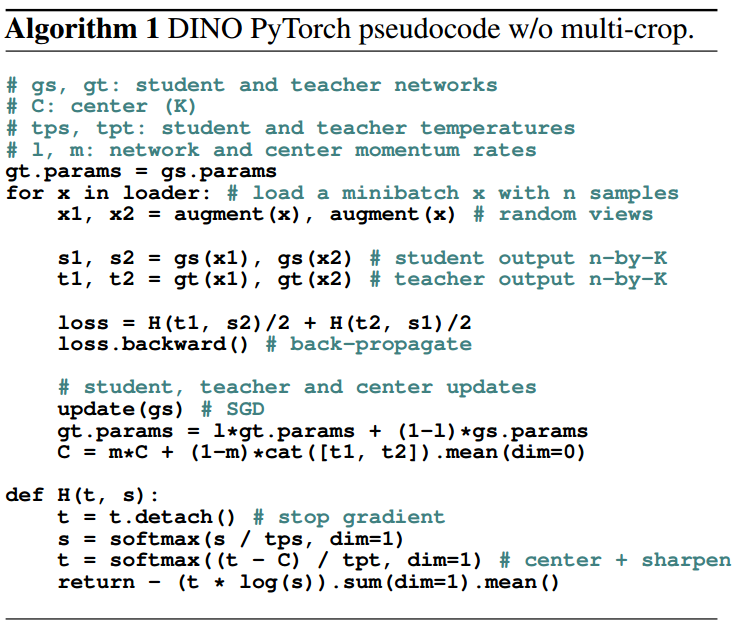 Algorithm 1 DINO PyTorch pseudocode w/o multi-crop.
# gs, gt: student and teacher networks
# C: center (K)
# tps, tpt: student and teacher temperatures
# l, m: network and center momentum rates
gt.params = gs.params
for x in loader: # load a minibatch x with n samples
    x1, x2 = augment(x), augment(x) # random views
    s1, s2 = gs(x1), gs(x2) # student output n-by-K
    t1, t2 = gt(x1), gt(x2) # teacher output n-by-K
    loss = H(t1, s2)/2 + H(t2, s1)/2
    loss.backward() # back-propagate
    # student, teacher and center updates
    update(gs) # SGD
    gt.params = l*gt.params + (1-l)*gs.params
    C = m*C + (1-m)*cat([t1, t2]).mean(dim=0)
def H(t, s):
    t = t.detach() # stop gradient
    s = softmax(s / tps, dim=1)
    t = softmax((t - C) / tpt, dim=1) # center + sharpen
    return - (t * log(s)).sum(dim=1).mean()